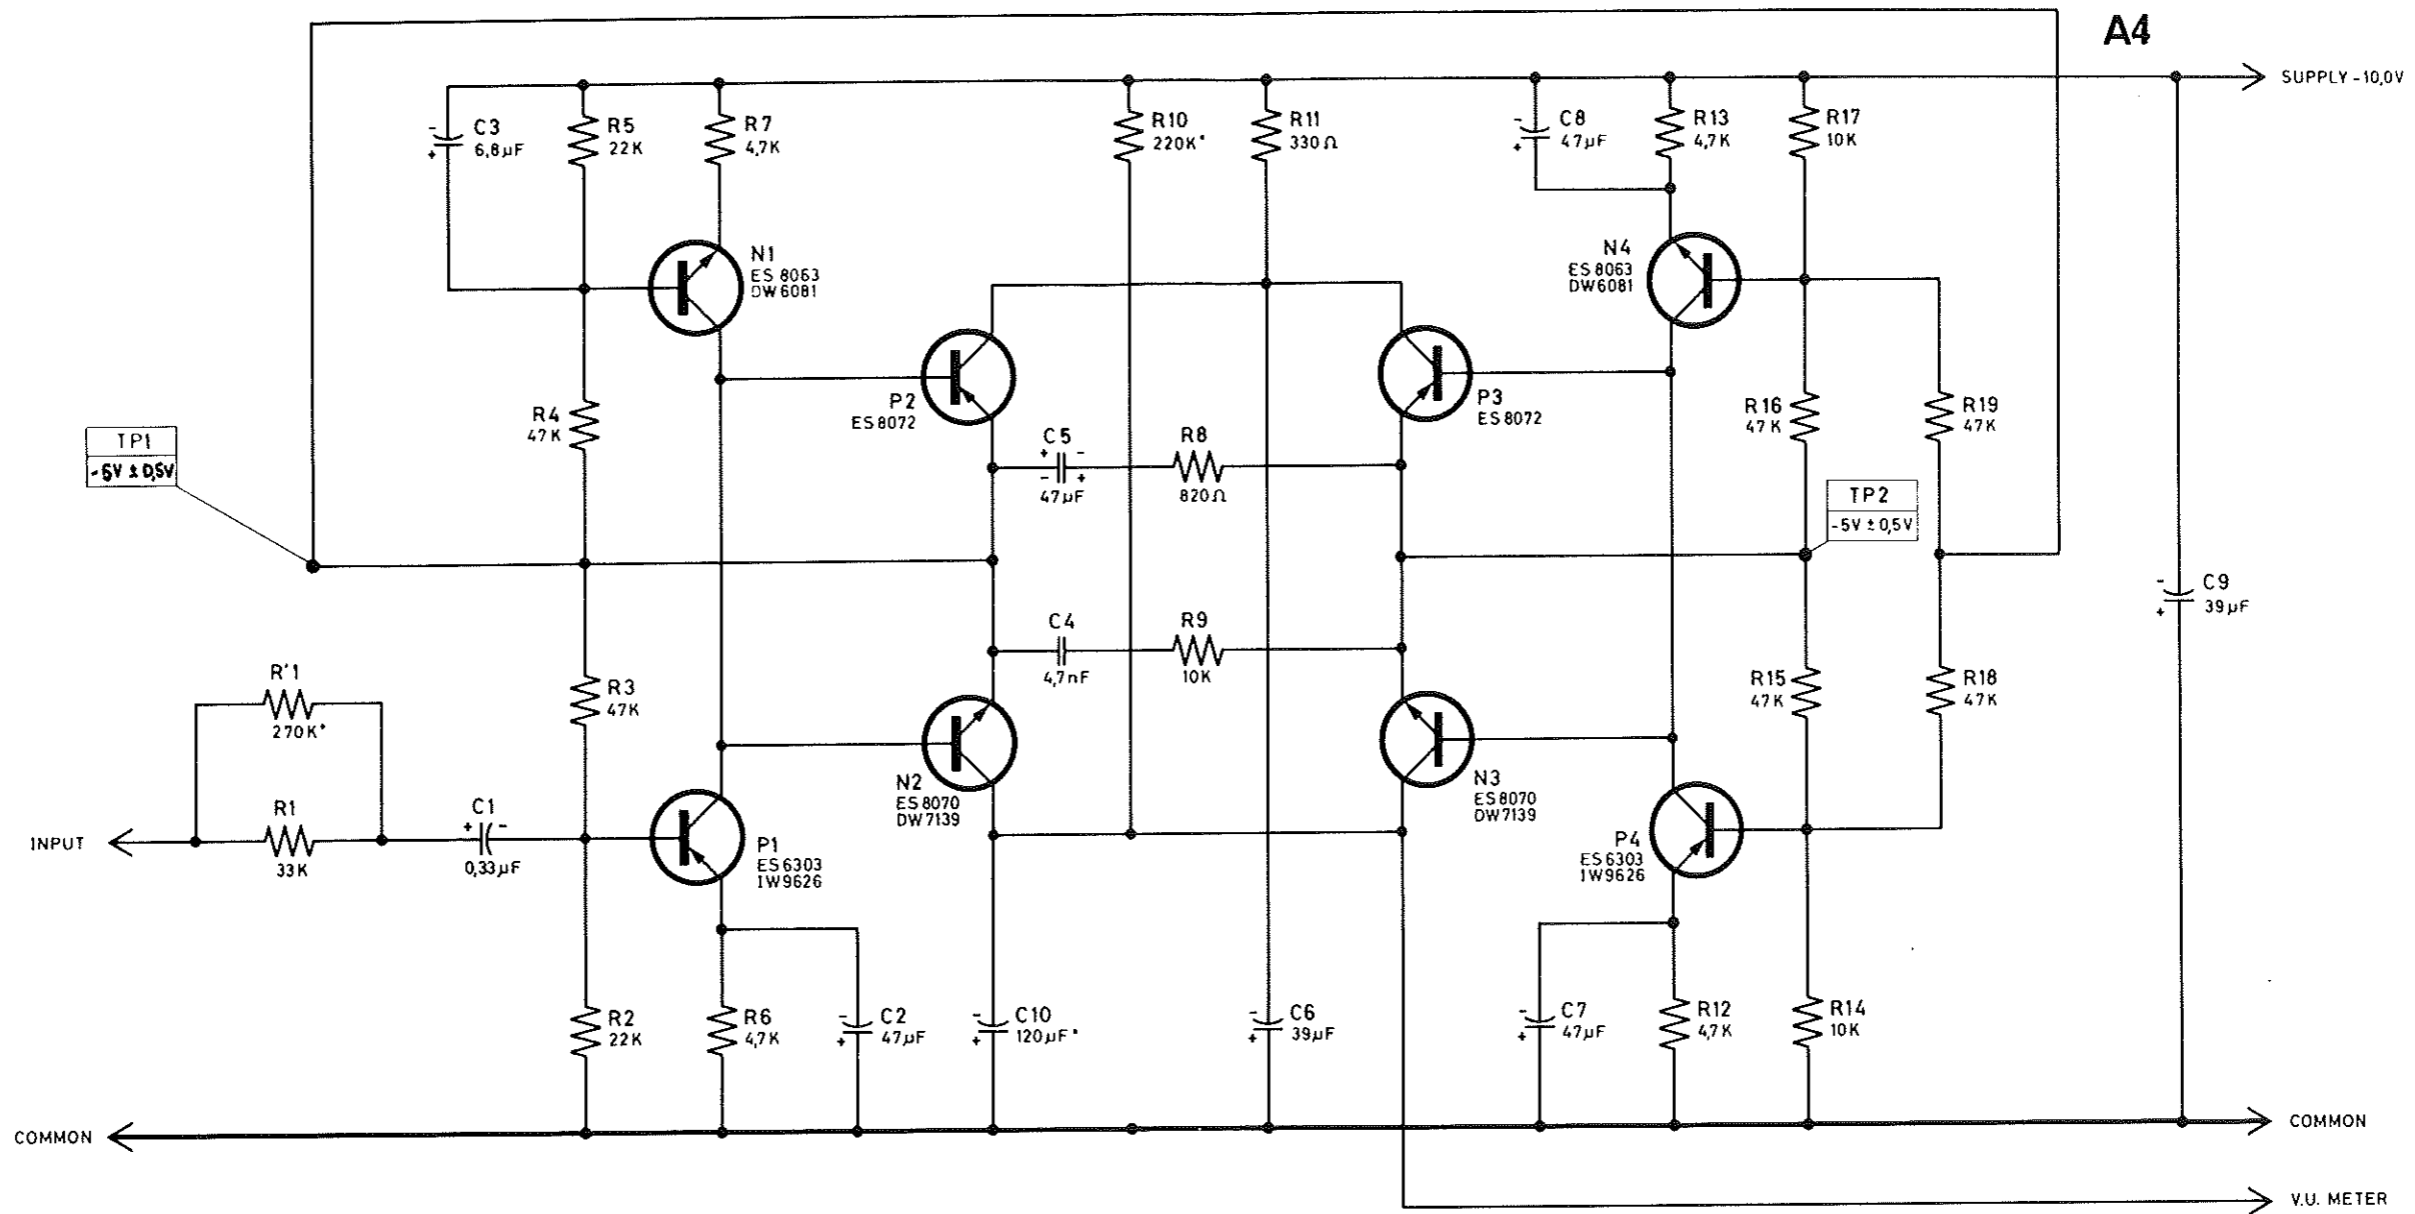 A4
SUPPLY -10,0V
C3
6,8µF
R5
22K
R7
4,7K
R10
220K*
R11
330Ω
C8
47µF
R13
4,7K
R17
10K
N1
ES 8063
DW 6081
N4
ES 8063
DW 6081
P2
ES 8072
P3
ES 8072
R4
47K
R16
47K
R19
47K
TP1
-5V ± 0,5V
C5
+ -
- +
47µF
R8
820Ω
TP2
-5V ± 0,5V
C9
39µF
C4
4,7nF
R9
10K
R'1
270K*
R3
47K
R15
47K
R18
47K
N2
ES 8070
DW 7139
N3
ES 8070
DW 7139
INPUT
R1
33K
C1
+ -
0,33µF
P1
ES 6303
1W9626
P4
ES 6303
1W9626
R2
22K
R6
4,7K
C2
47µF
C10
120µF*
C6
39µF
C7
47µF
R12
4,7K
R14
10K
COMMON
COMMON
V.U. METER